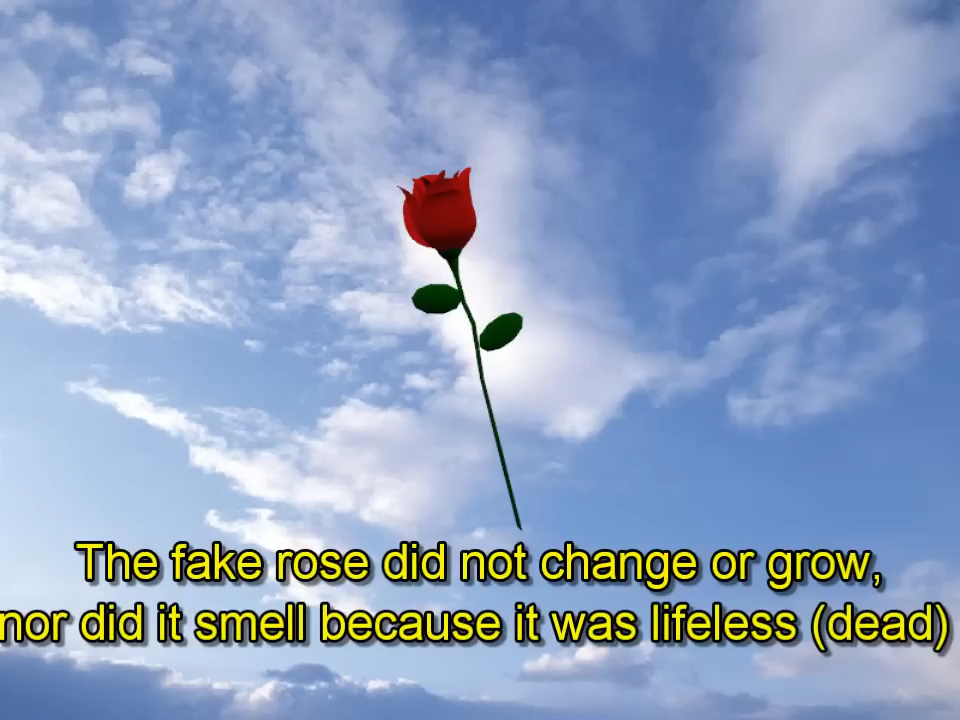 The fake rose did not change or grow,
nor did it smell because it was lifeless (dead)